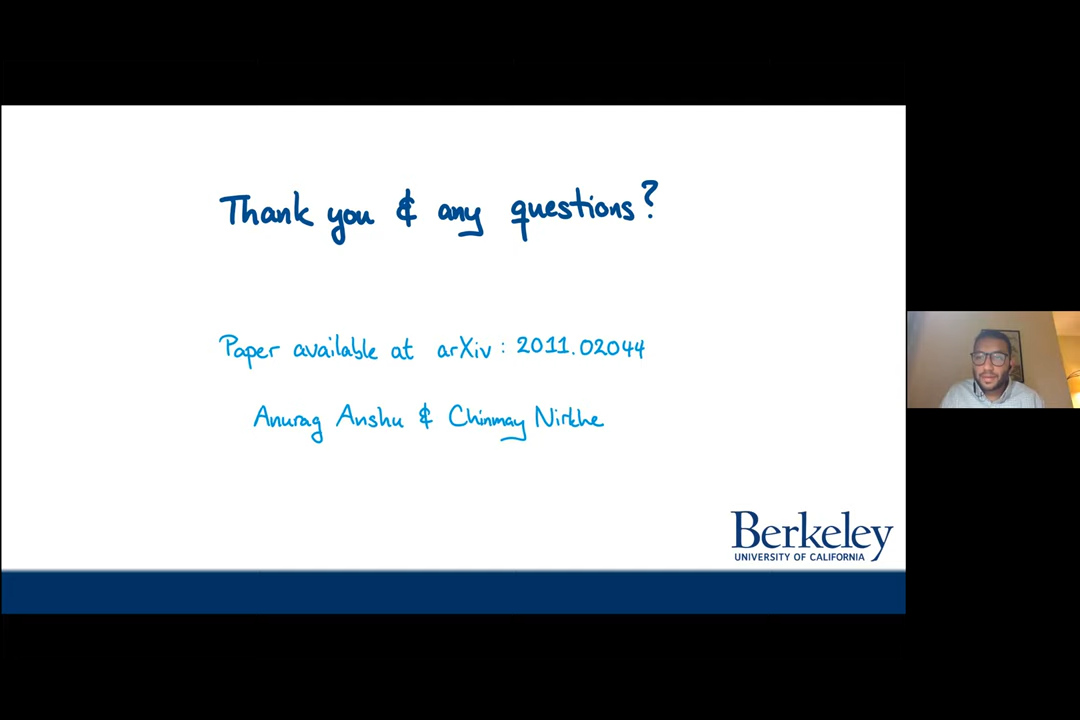 Thank you & any questions?
Paper available at arXiv: 2011.02044
Anurag Anshu & Chinmay Nirkhe
Berkeley
UNIVERSITY OF CALIFORNIA